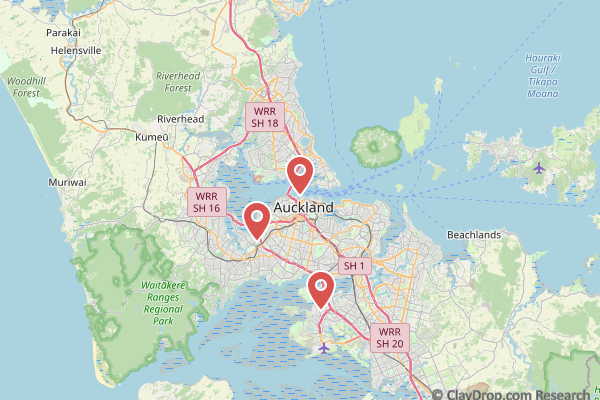 Parakai
Helensville
Woodhill
Forest
Riverhead
Forest
Hauraki
Gulf /
Tīkapa
Moana
WRR
SH 18
Riverhead
Kumeū
Muriwai
WRR
SH 16
Auckland
Beachlands
SH 1
Waitākere
Ranges
Regional
Park
WRR
SH 20
© ClayDrop.com Research